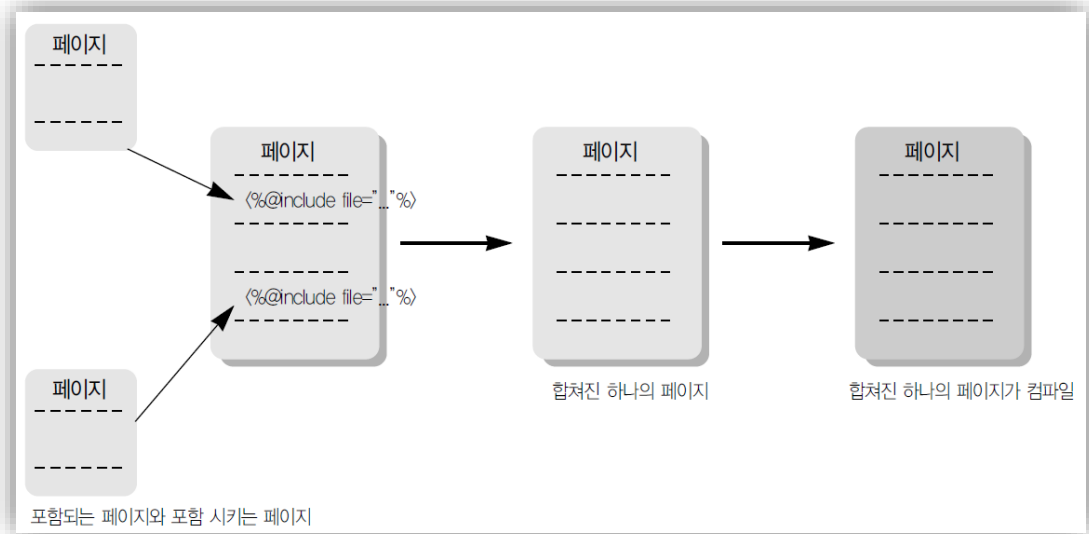 페이지
페이지
<%@include file="..."%>
<%@include file="..."%>
페이지
포함되는 페이지와 포함 시키는 페이지
페이지
합쳐진 하나의 페이지
페이지
합쳐진 하나의 페이지가 컴파일